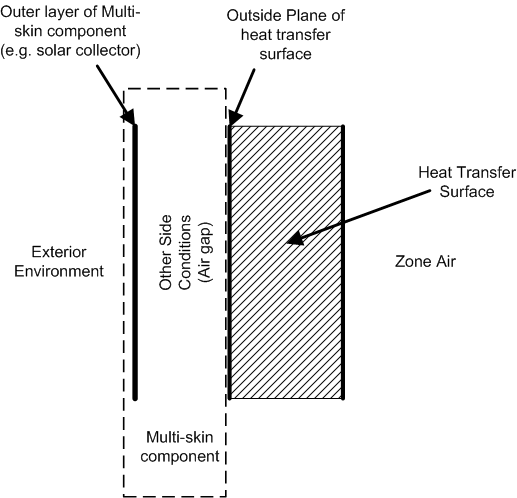 Outer layer of Multi-
skin component
(e.g. solar collector)
Outside Plane of
heat transfer
surface
Heat Transfer
Surface
Exterior
Environment
Other Side
Conditions
(Air gap)
Zone Air
Multi-skin
component